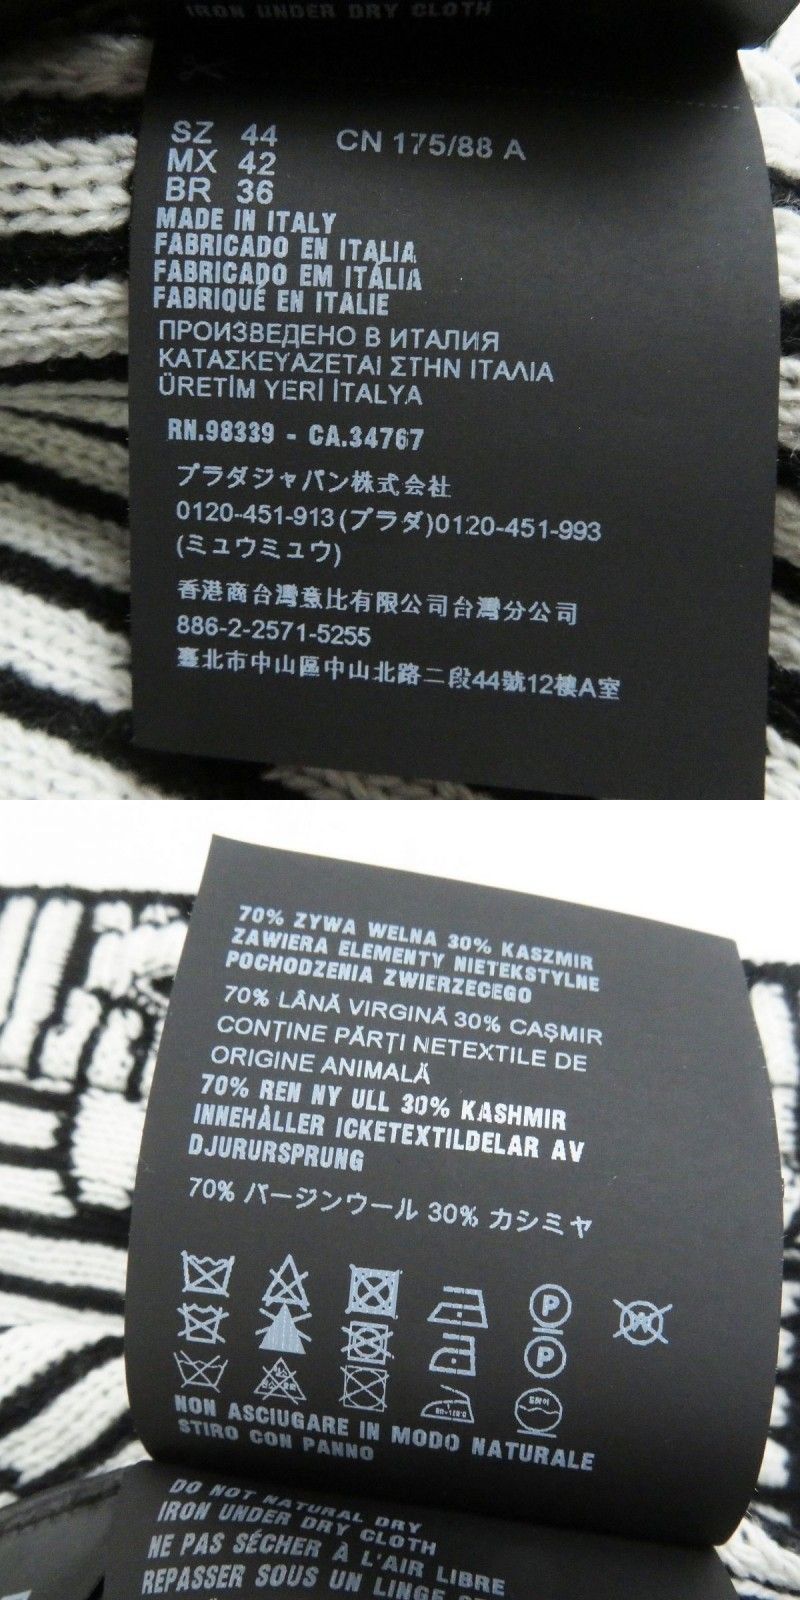 IRON UNDER DRY CLOTH
SZ 44 CN 175/88 A
MX 42
BR 36
MADE IN ITALY
FABRICADO EN ITALIA
FABRICADO EM ITÁLIA
FABRIQUÉ EN ITALIE
ПРОИЗВЕДЕНО В ИТАЛИЯ
ΚΑΤΑΣΚΕΥΑΖΕΤΑΙ ΣΤΗΝ ΙΤΑΛΙΑ
ÜRETİM YERİ İTALYA
RN.98339 - CA.34767
プラダジャパン株式会社
0120-451-913(プラダ)0120-451-993
(ミュウミュウ)
香港商台灣意比有限公司台灣分公司
886-2-2571-5255
臺北市中山區中山北路二段44號12樓A室
70% ZYWA WELNA 30% KASZMIR
ZAWIERA ELEMENTY NIETEKSTYLNE
POCHODZENIA ZWIERZECEGO
70% LÂNĂ VIRGINĂ 30% CAŞMIR
CONŢINE PĂRŢI NETEXTILE DE
ORIGINE ANIMALĂ
70% REN NY ULL 30% KASHMIR
INNEHÅLLER ICKETEXTILDELAR AV
DJURURSPRUNG
70% バージンウール 30% カシミヤ
P W
P
NON ASCIUGARE IN MODO NATURALE
STIRO CON PANNO
DO NOT NATURAL DRY
IRON UNDER DRY CLOTH
NE PAS SÉCHER À L'AIR LIBRE
REPASSER SOUS UN LINGE